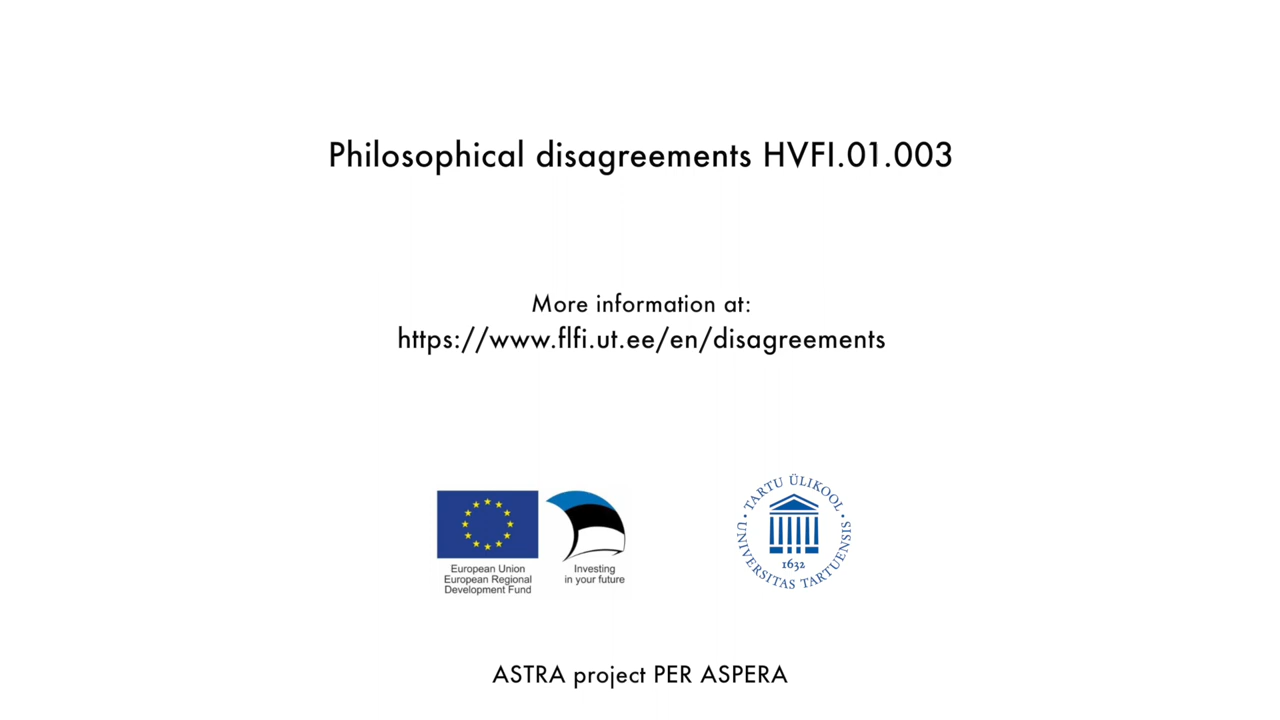 Philosophical disagreements HVFI.01.003
More information at:
https://www.flfi.ut.ee/en/disagreements
European Union
European Regional
Development Fund
Investing
in your future
TARTU ÜLIKOOL
UNIVERSITAS TARTUENSIS
1632
ASTRA project PER ASPERA